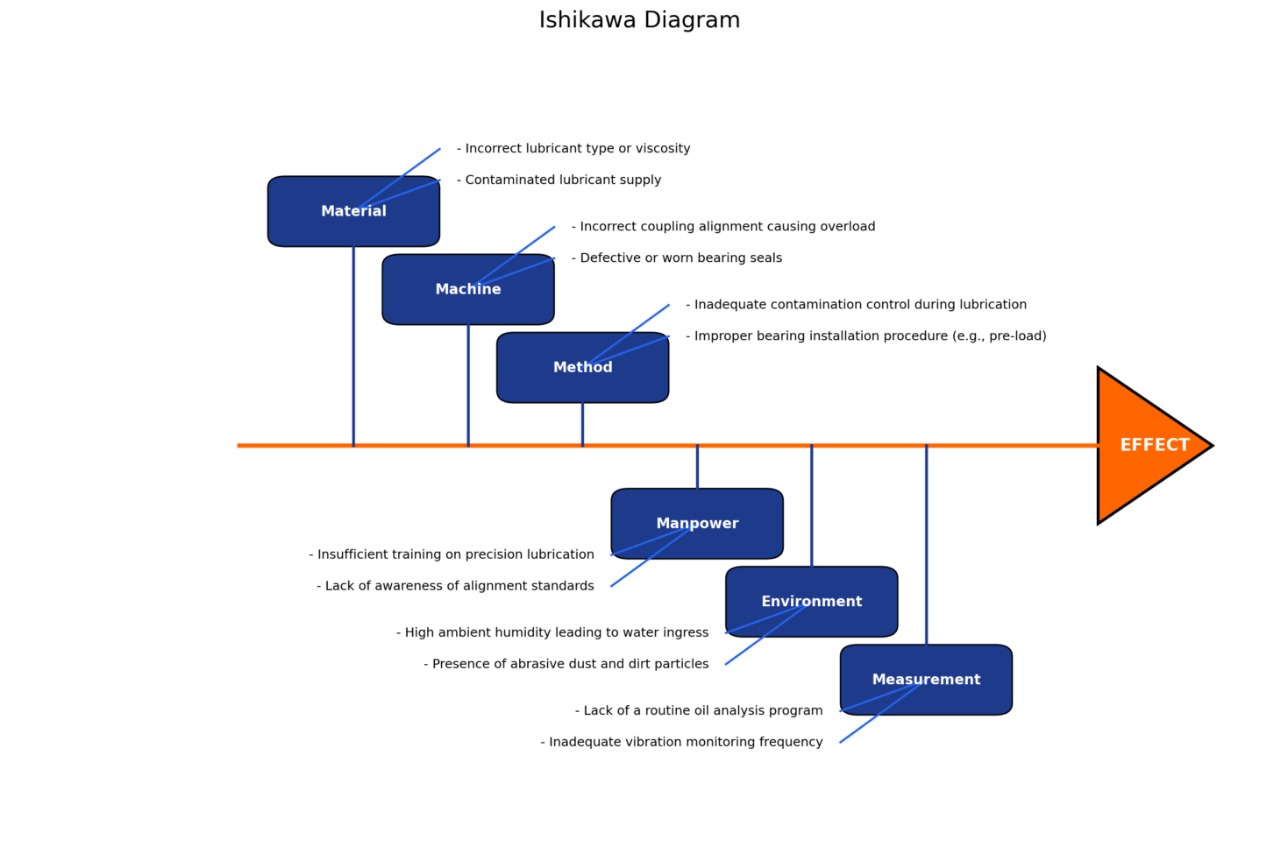 Ishikawa Diagram
- Incorrect lubricant type or viscosity
- Contaminated lubricant supply
Material
- Incorrect coupling alignment causing overload
- Defective or worn bearing seals
Machine
- Inadequate contamination control during lubrication
- Improper bearing installation procedure (e.g., pre-load)
Method
EFFECT
Manpower
- Insufficient training on precision lubrication
- Lack of awareness of alignment standards
Environment
- High ambient humidity leading to water ingress
- Presence of abrasive dust and dirt particles
Measurement
- Lack of a routine oil analysis program
- Inadequate vibration monitoring frequency